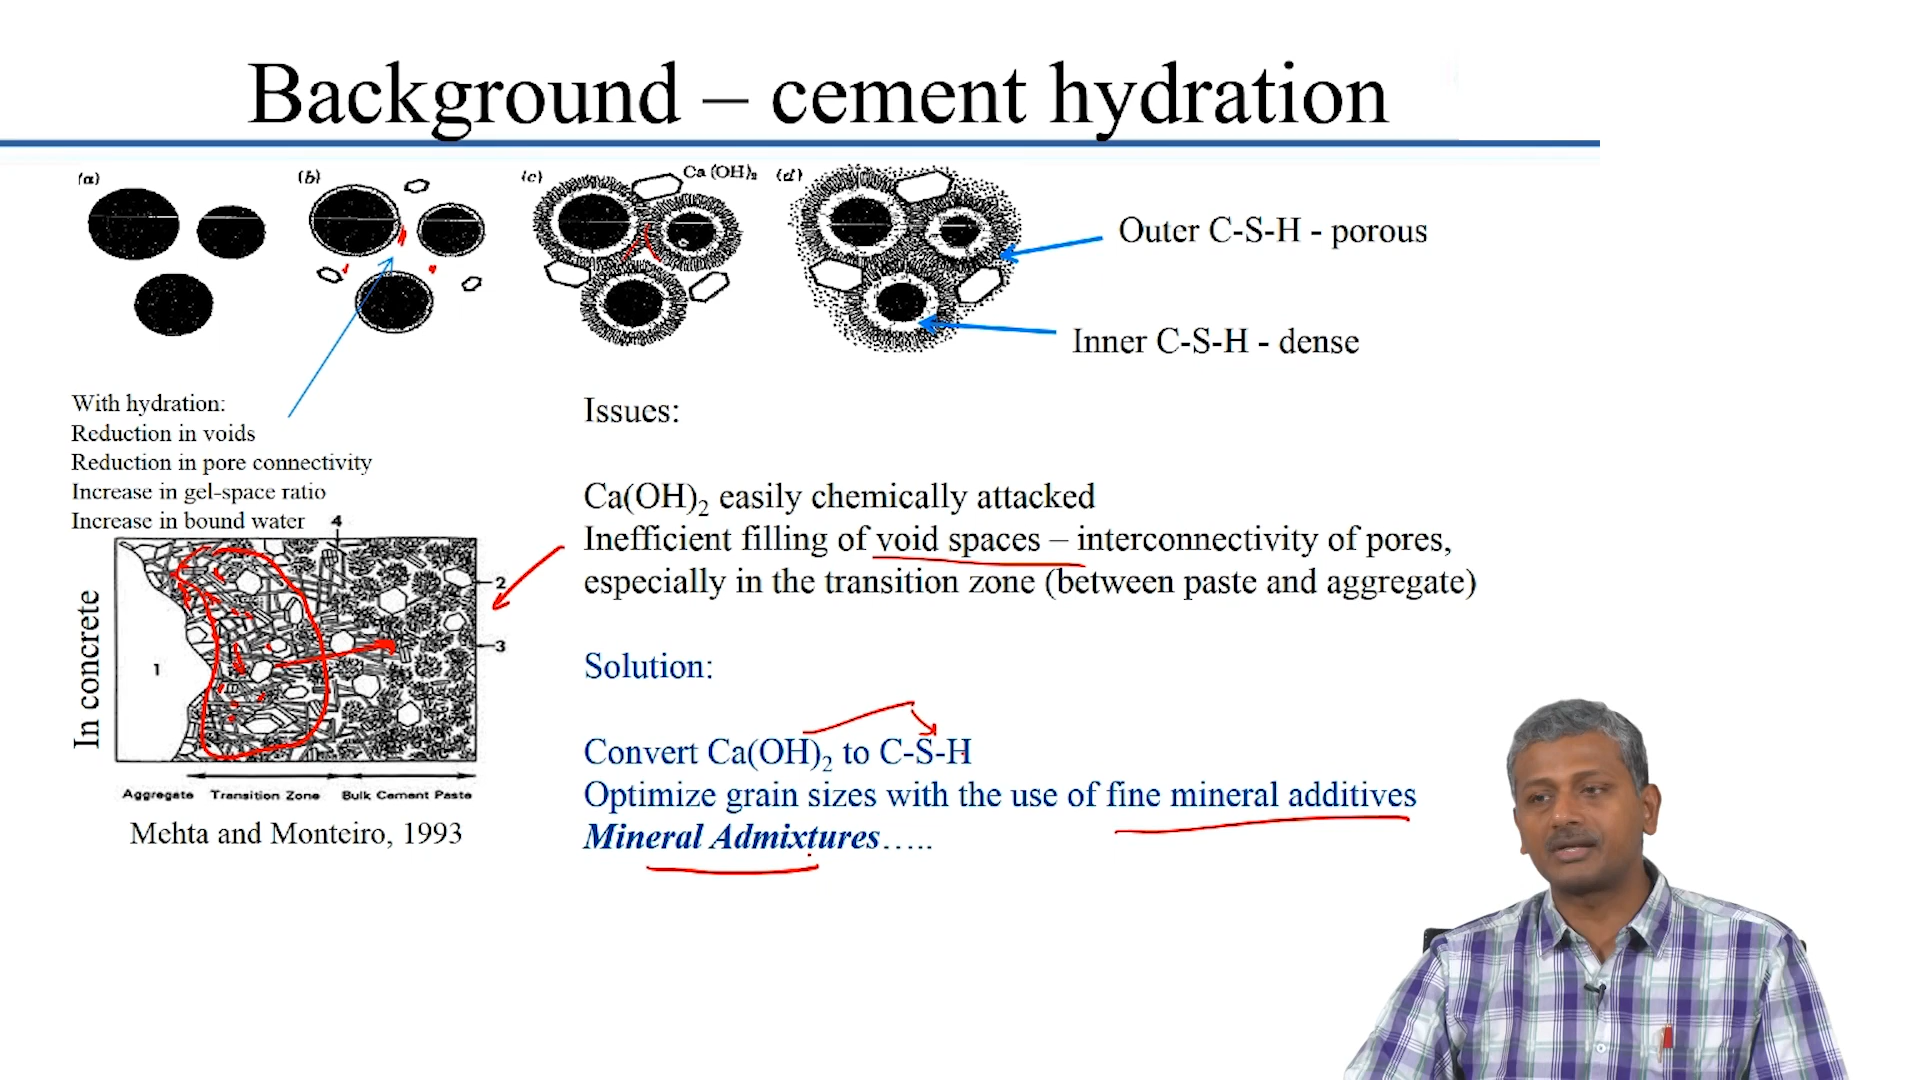 Background – cement hydration
(a)
(b)
(c)
Ca (OH)₂
(d)
Outer C-S-H - porous
Inner C-S-H - dense
With hydration:
Reduction in voids
Reduction in pore connectivity
Increase in gel-space ratio
Increase in bound water
4
2
3
1
In concrete
Aggregate Transition Zone Bulk Cement Paste
Mehta and Monteiro, 1993
Issues:
Ca(OH)₂ easily chemically attacked
Inefficient filling of void spaces – interconnectivity of pores,
especially in the transition zone (between paste and aggregate)
Solution:
Convert Ca(OH)₂ to C-S-H
Optimize grain sizes with the use of fine mineral additives
Mineral Admixtures…..